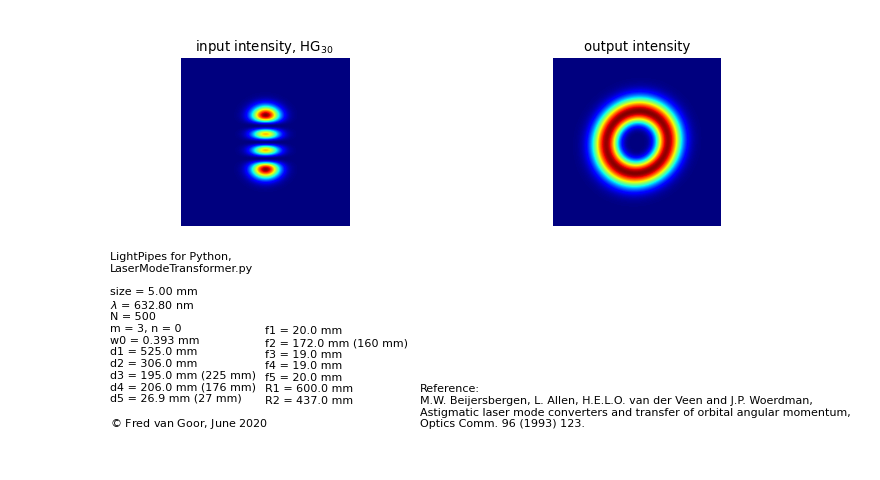 input intensity, HG₃₀
output intensity
LightPipes for Python,
LaserModeTransformer.py
size = 5.00 mm
λ = 632.80 nm
N = 500
m = 3, n = 0
w0 = 0.393 mm
d1 = 525.0 mm
d2 = 306.0 mm
d3 = 195.0 mm (225 mm)
d4 = 206.0 mm (176 mm)
d5 = 26.9 mm (27 mm)
© Fred van Goor, June 2020
f1 = 20.0 mm
f2 = 172.0 mm (160 mm)
f3 = 19.0 mm
f4 = 19.0 mm
f5 = 20.0 mm
R1 = 600.0 mm
R2 = 437.0 mm
Reference:
M.W. Beijersbergen, L. Allen, H.E.L.O. van der Veen and J.P. Woerdman,
Astigmatic laser mode converters and transfer of orbital angular momentum,
Optics Comm. 96 (1993) 123.